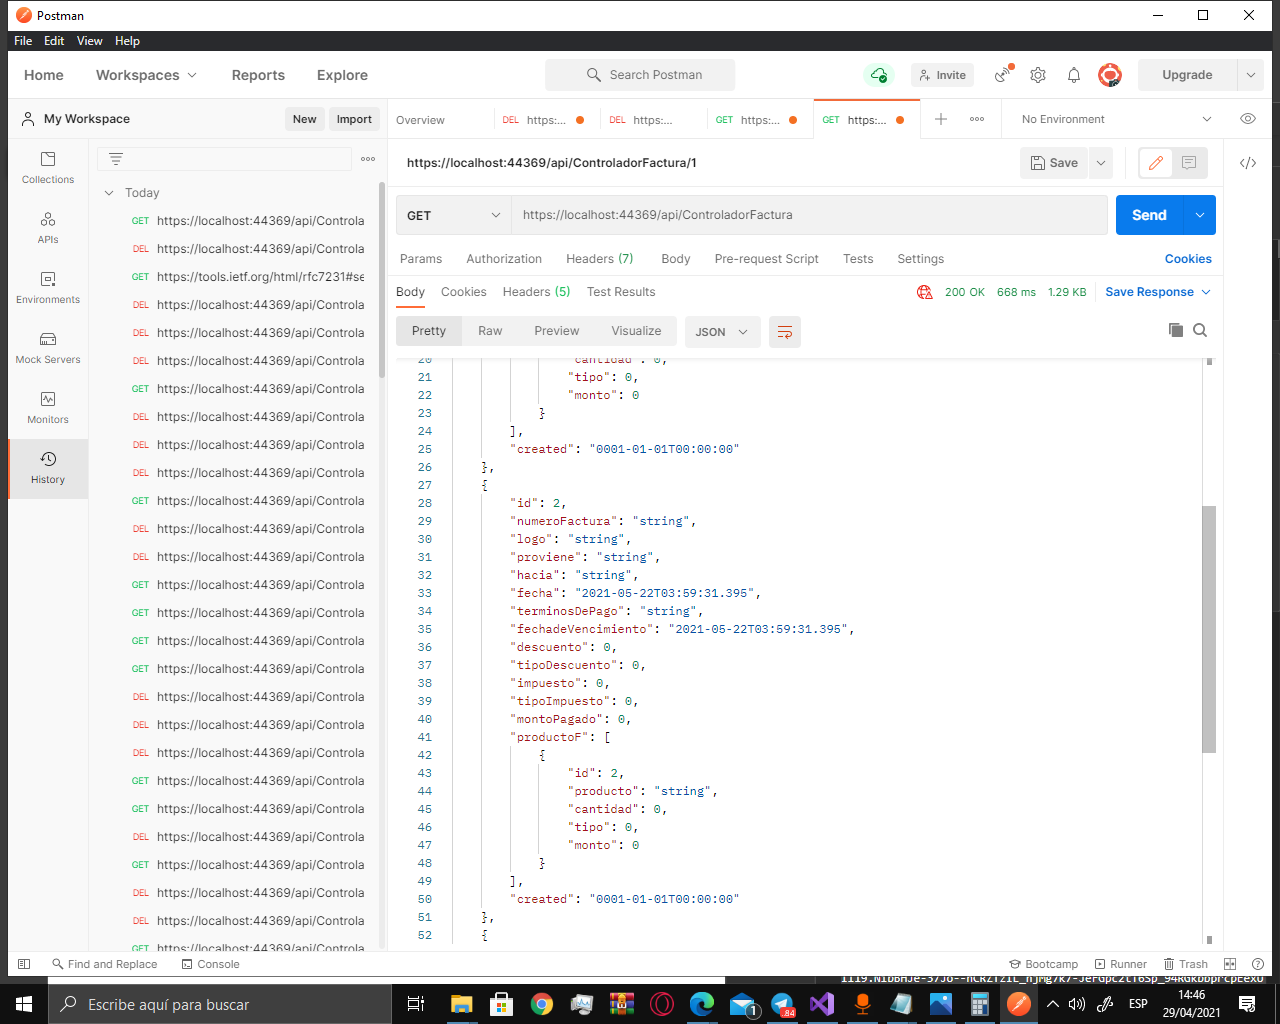 Postman
File Edit View Help
Home Workspaces Reports Explore Search Postman Invite Upgrade
My Workspace New Import
Overview DEL https:... DEL https:... GET https:... GET https:... No Environment
Collections
APIs
Environments
Mock Servers
Monitors
History
Today
GET https://localhost:44369/api/Controla
DEL https://localhost:44369/api/Controla
GET https://tools.ietf.org/html/rfc7231#se
DEL https://localhost:44369/api/Controla
DEL https://localhost:44369/api/Controla
DEL https://localhost:44369/api/Controla
GET https://localhost:44369/api/Controla
DEL https://localhost:44369/api/Controla
DEL https://localhost:44369/api/Controla
DEL https://localhost:44369/api/Controla
GET https://localhost:44369/api/Controla
DEL https://localhost:44369/api/Controla
DEL https://localhost:44369/api/Controla
GET https://localhost:44369/api/Controla
GET https://localhost:44369/api/Controla
GET https://localhost:44369/api/Controla
GET https://localhost:44369/api/Controla
DEL https://localhost:44369/api/Controla
DEL https://localhost:44369/api/Controla
DEL https://localhost:44369/api/Controla
GET https://localhost:44369/api/Controla
GET https://localhost:44369/api/Controla
DEL https://localhost:44369/api/Controla
GET https://localhost:44369/api/Controla
DEL https://localhost:44369/api/Controla
DEL https://localhost:44369/api/Controla
GET https://localhost:44369/api/Controla
https://localhost:44369/api/ControladorFactura/1 Save
GET https://localhost:44369/api/ControladorFactura Send
Params Authorization Headers (7) Body Pre-request Script Tests Settings Cookies
Body Cookies Headers (5) Test Results 200 OK 668 ms 1.29 KB Save Response
Pretty Raw Preview Visualize JSON
20 "cantidad": 0,
21 "tipo": 0,
22 "monto": 0
23 }
24 ],
25 "created": "0001-01-01T00:00:00"
26 },
27 {
28 "id": 2,
29 "numeroFactura": "string",
30 "logo": "string",
31 "proviene": "string",
32 "hacia": "string",
33 "fecha": "2021-05-22T03:59:31.395",
34 "terminosDePago": "string",
35 "fechadeVencimiento": "2021-05-22T03:59:31.395",
36 "descuento": 0,
37 "tipoDescuento": 0,
38 "impuesto": 0,
39 "tipoImpuesto": 0,
40 "montoPagado": 0,
41 "productoF": [
42 {
43 "id": 2,
44 "producto": "string",
45 "cantidad": 0,
46 "tipo": 0,
47 "monto": 0
48 }
49 ],
50 "created": "0001-01-01T00:00:00"
51 },
52 {
Find and Replace Console Bootcamp Runner Trash
Escribe aquí para buscar 1 84 ESP 14:46
29/04/2021